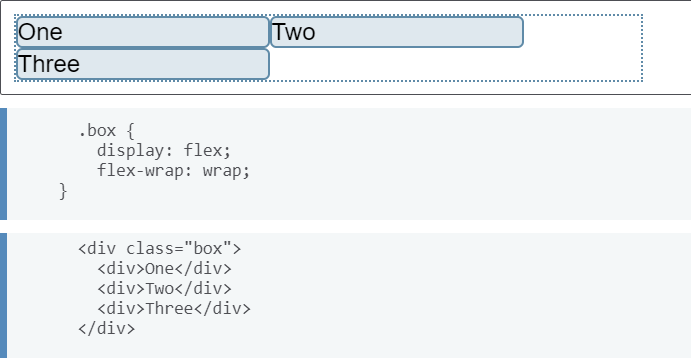 One Two
Three
.box {
display: flex;
flex-wrap: wrap;
}
<div class="box">
<div>One</div>
<div>Two</div>
<div>Three</div>
</div>